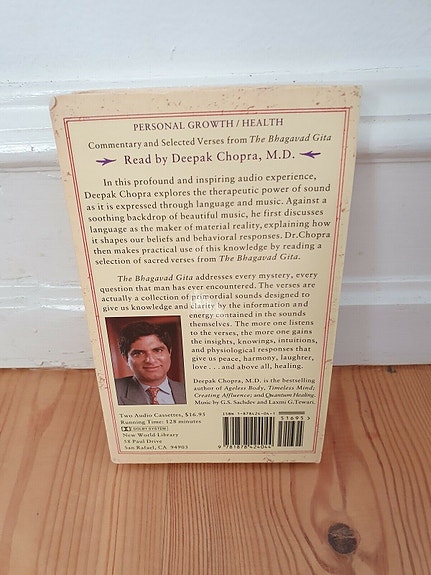 PERSONAL GROWTH / HEALTH
Commentary and Selected Verses from The Bhagavad Gita
Read by Deepak Chopra, M.D.
In this profound and inspiring audio experience,
Deepak Chopra explores the therapeutic power of sound
as it is expressed through language and music. Against a
soothing backdrop of beautiful music, he first discusses
language as the maker of material reality, explaining how
it shapes our beliefs and behavioral responses. Dr.Chopra
then makes practical use of this knowledge by reading a
selection of sacred verses from The Bhagavad Gita.
The Bhagavad Gita addresses every mystery, every
question that man has ever encountered. The verses are
actually a collection of primordial sounds designed to
give us knowledge and clarity by the information and
energy contained in the sounds
themselves. The more one listens
to the verses, the more one gains
the insights, knowings, intuitions,
and physiological responses that
give us peace, harmony, laughter,
love . . . and above all, healing.
Deepak Chopra, M.D. is the bestselling
author of Ageless Body, Timeless Mind;
Creating Affluence; and Quantum Healing.
Music by G.S. Sachdev and Laxmi G.Tewari.
Two Audio Cassettes, $16.95
Running Time: 128 minutes
DOLBY SYSTEM
New World Library
58 Paul Drive
San Rafael, CA 94903
ISBN 1-878424-04-1
51695
9 781878 424044